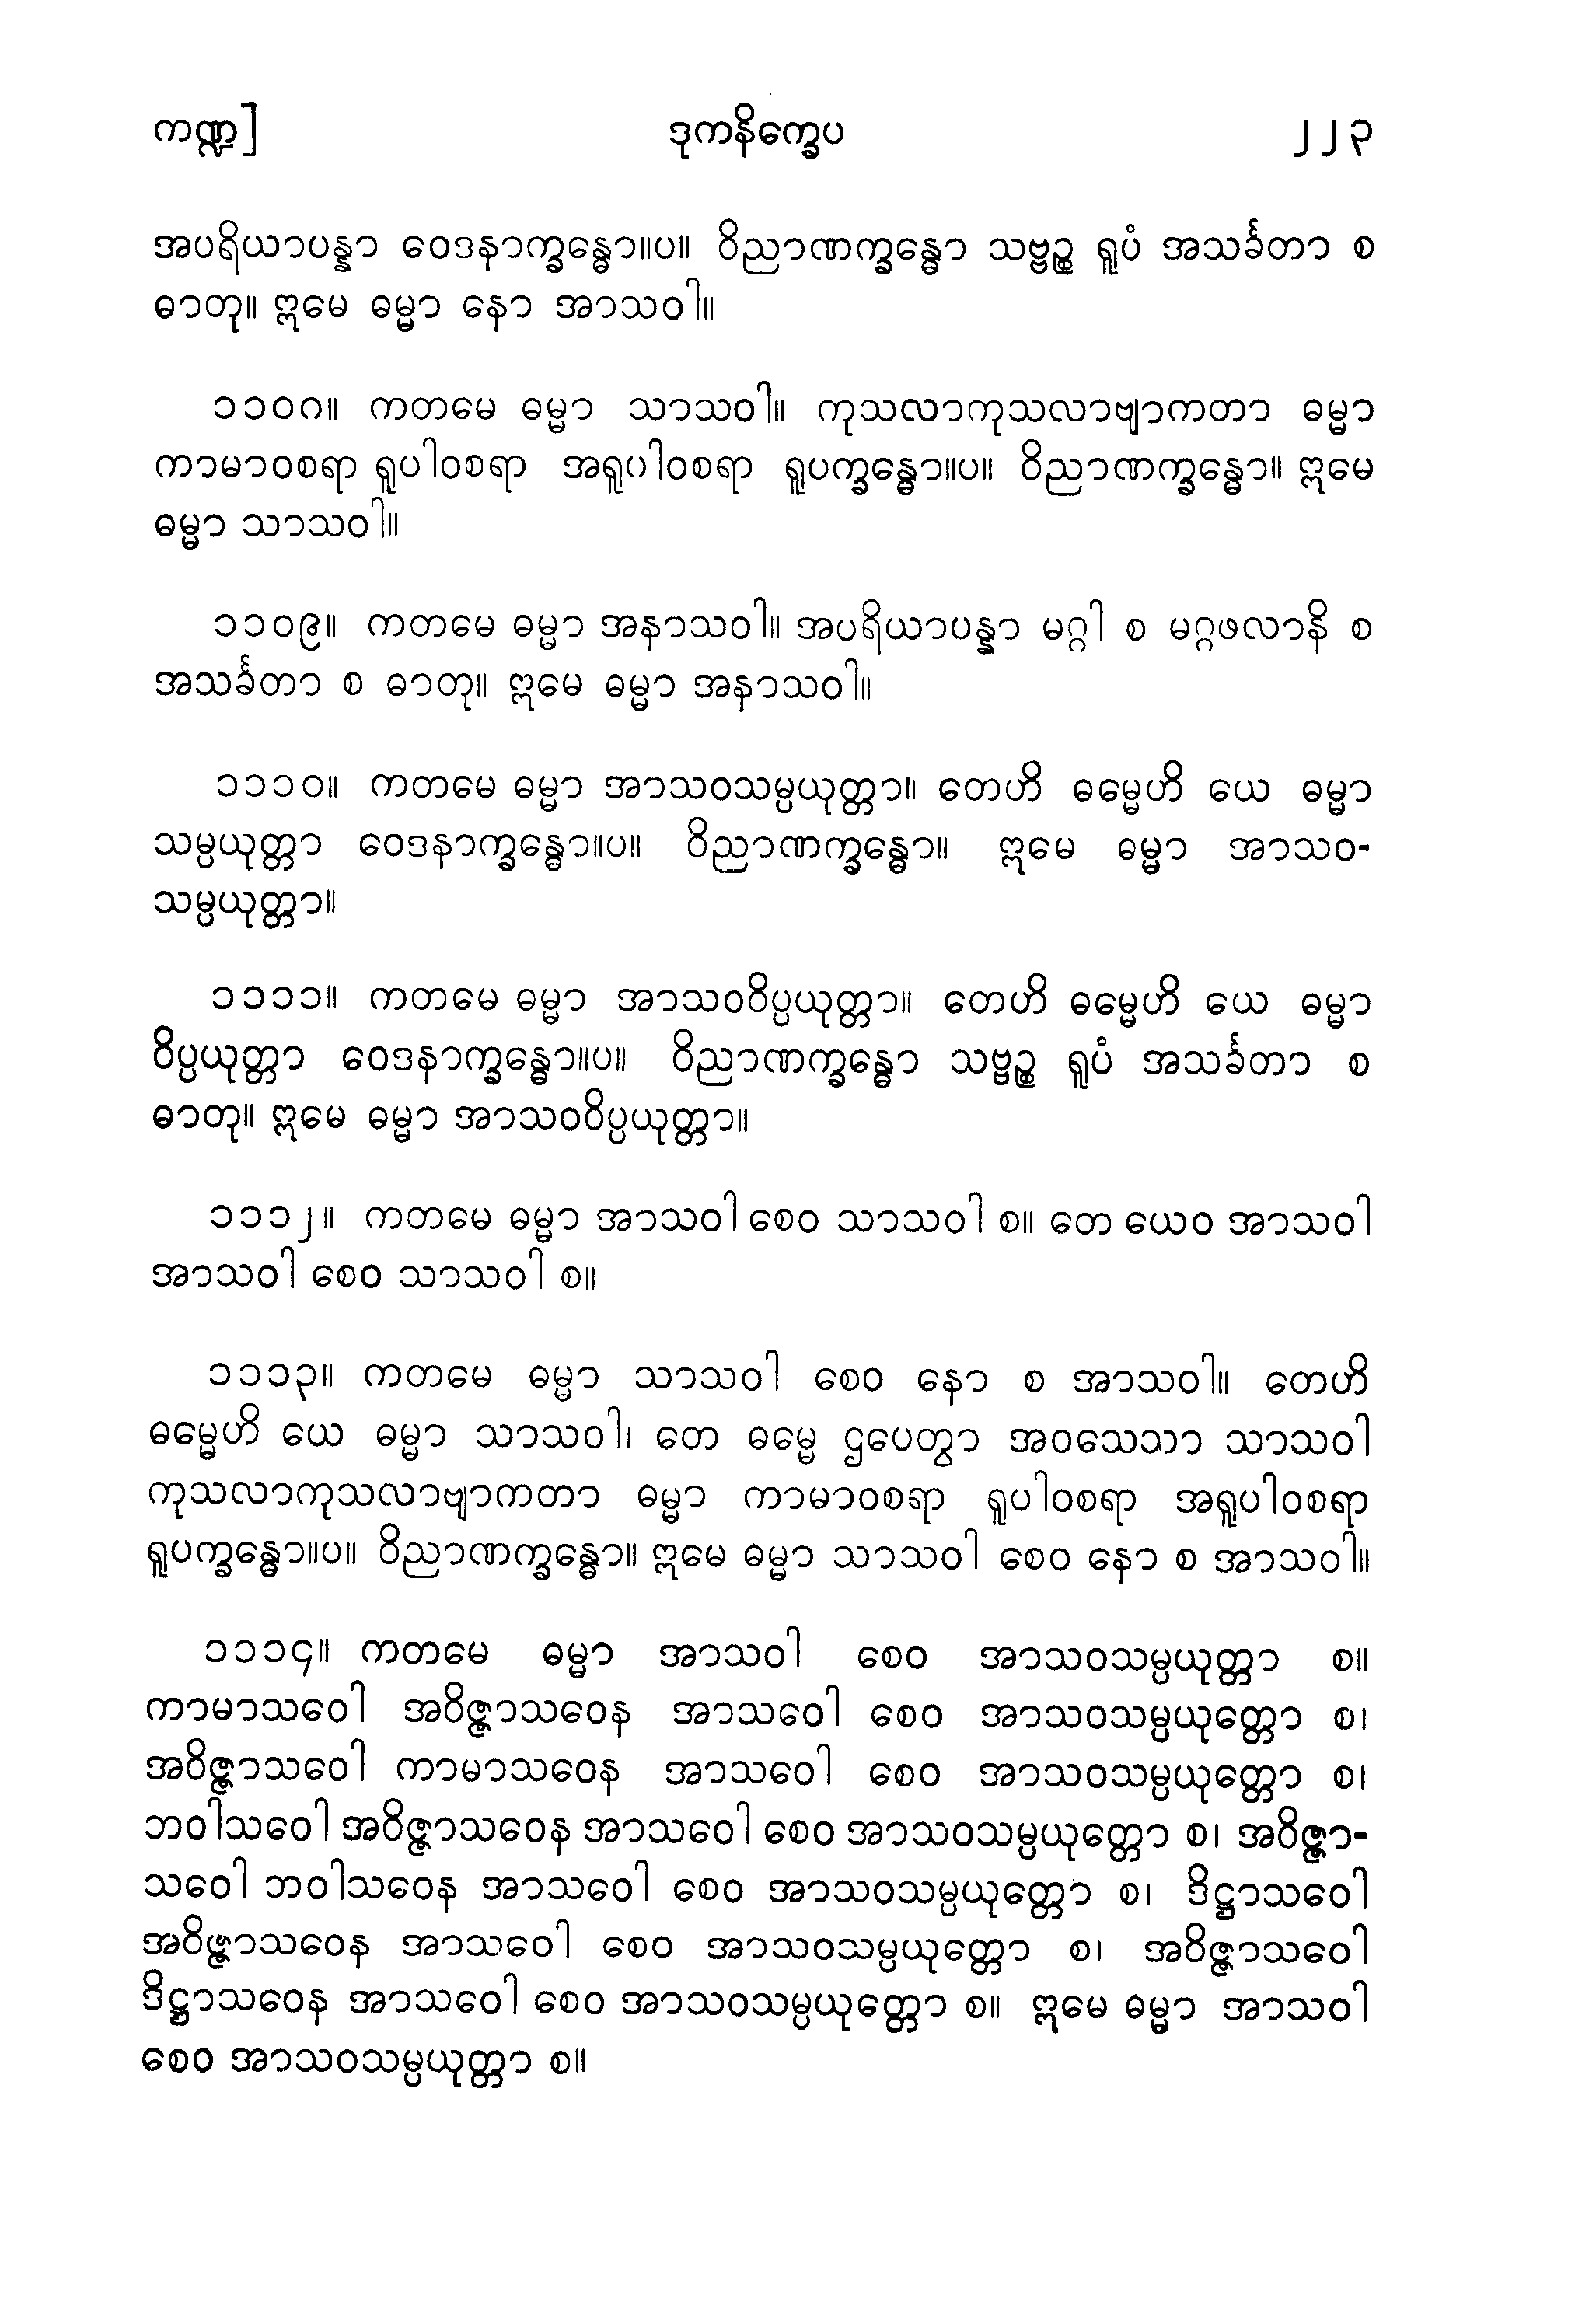 ကဏ္ဍ] ဒုကနိက္ခေပ ၂၂၃
အပရိယာပန္နာ ဝေဒနာက္ခန္ဓော။ပ။ ဝိညာဏက္ခန္ဓော သဗ္ဗဉ္စ ရူပံ အသင်္ခတာ စ
ဓာတု။ ဣမေ ဓမ္မာ နော အာသဝါ။
၁၁၀၈။ ကတမေ ဓမ္မာ သာသဝါ။ ကုသလာကုသလာဗျာကတာ ဓမ္မာ
ကာမာဝစရာ ရူပါဝစရာ အရူပါဝစရာ ရူပက္ခန္ဓော။ပ။ ဝိညာဏက္ခန္ဓော။ ဣမေ
ဓမ္မာ သာသဝါ။
၁၁၀၉။ ကတမေ ဓမ္မာ အနာသဝါ။ အပရိယာပန္နာ မဂ္ဂါ စ မဂ္ဂဖလာနိ စ
အသင်္ခတာ စ ဓာတု။ ဣမေ ဓမ္မာ အနာသဝါ။
၁၁၁၀။ ကတမေ ဓမ္မာ အာသဝသမ္ပယုတ္တာ။ တေဟိ ဓမ္မေဟိ ယေ ဓမ္မာ
သမ္ပယုတ္တာ ဝေဒနာက္ခန္ဓော။ပ။ ဝိညာဏက္ခန္ဓော။ ဣမေ ဓမ္မာ အာသဝ-
သမ္ပယုတ္တာ။
၁၁၁၁။ ကတမေ ဓမ္မာ အာသဝဝိပ္ပယုတ္တာ။ တေဟိ ဓမ္မေဟိ ယေ ဓမ္မာ
ဝိပ္ပယုတ္တာ ဝေဒနာက္ခန္ဓော။ပ။ ဝိညာဏက္ခန္ဓော သဗ္ဗဉ္စ ရူပံ အသင်္ခတာ စ
ဓာတု။ ဣမေ ဓမ္မာ အာသဝဝိပ္ပယုတ္တာ။
၁၁၁၂။ ကတမေ ဓမ္မာ အာသဝါ စေဝ သာသဝါ စ။ တေ ယေဝ အာသဝါ
အာသဝါ စေဝ သာသဝါ စ။
၁၁၁၃။ ကတမေ ဓမ္မာ သာသဝါ စေဝ နော စ အာသဝါ။ တေဟိ
ဓမ္မေဟိ ယေ ဓမ္မာ သာသဝါ၊ တေ ဓမ္မေ ဌပေတွာ အဝသေသာ သာသဝါ
ကုသလာကုသလာဗျာကတာ ဓမ္မာ ကာမာဝစရာ ရူပါဝစရာ အရူပါဝစရာ
ရူပက္ခန္ဓော။ပ။ ဝိညာဏက္ခန္ဓော။ ဣမေ ဓမ္မာ သာသဝါ စေဝ နော စ အာသဝါ။
၁၁၁၄။ ကတမေ ဓမ္မာ အာသဝါ စေဝ အာသဝသမ္ပယုတ္တာ စ။
ကာမာသဝေါ အဝိဇ္ဇာသဝေန အာသဝေါ စေဝ အာသဝသမ္ပယုတ္တော စ၊
အဝိဇ္ဇာသဝေါ ကာမာသဝေန အာသဝေါ စေဝ အာသဝသမ္ပယုတ္တော စ၊
ဘဝါသဝေါ အဝိဇ္ဇာသဝေန အာသဝေါ စေဝ အာသဝသမ္ပယုတ္တော စ၊ အဝိဇ္ဇာ-
သဝေါ ဘဝါသဝေန အာသဝေါ စေဝ အာသဝသမ္ပယုတ္တော စ၊ ဒိဋ္ဌာသဝေါ
အဝိဇ္ဇာသဝေန အာသဝေါ စေဝ အာသဝသမ္ပယုတ္တော စ၊ အဝိဇ္ဇာသဝေါ
ဒိဋ္ဌာသဝေန အာသဝေါ စေဝ အာသဝသမ္ပယုတ္တော စ။ ဣမေ ဓမ္မာ အာသဝါ
စေဝ အာသဝသမ္ပယုတ္တာ စ။